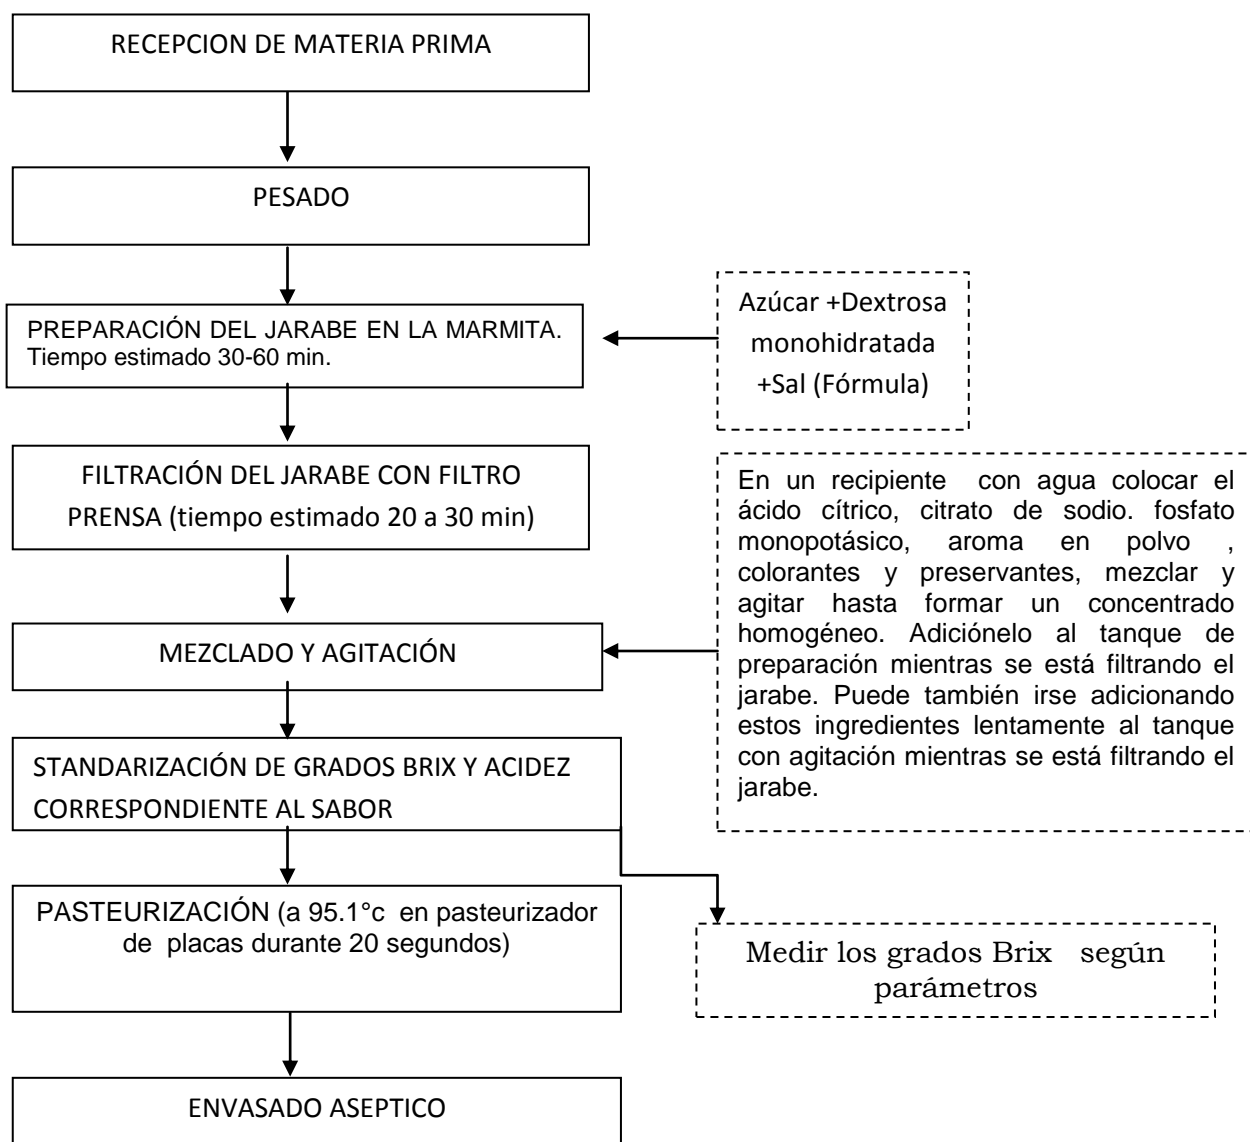 RECEPCION DE MATERIA PRIMA
PESADO
PREPARACIÓN DEL JARABE EN LA MARMITA.
Tiempo estimado 30-60 min.
Azúcar +Dextrosa
monohidratada
+Sal (Fórmula)
FILTRACIÓN DEL JARABE CON FILTRO
PRENSA (tiempo estimado 20 a 30 min)
En un recipiente con agua colocar el
ácido cítrico, citrato de sodio. fosfato
monopotásico, aroma en polvo ,
colorantes y preservantes, mezclar y
agitar hasta formar un concentrado
homogéneo. Adiciónelo al tanque de
preparación mientras se está filtrando el
jarabe. Puede también irse adicionando
estos ingredientes lentamente al tanque
con agitación mientras se está filtrando el
jarabe.
MEZCLADO Y AGITACIÓN
STANDARIZACIÓN DE GRADOS BRIX Y ACIDEZ
CORRESPONDIENTE AL SABOR
PASTEURIZACIÓN (a 95.1°c en pasteurizador
de placas durante 20 segundos)
Medir los grados Brix según
parámetros
ENVASADO ASEPTICO